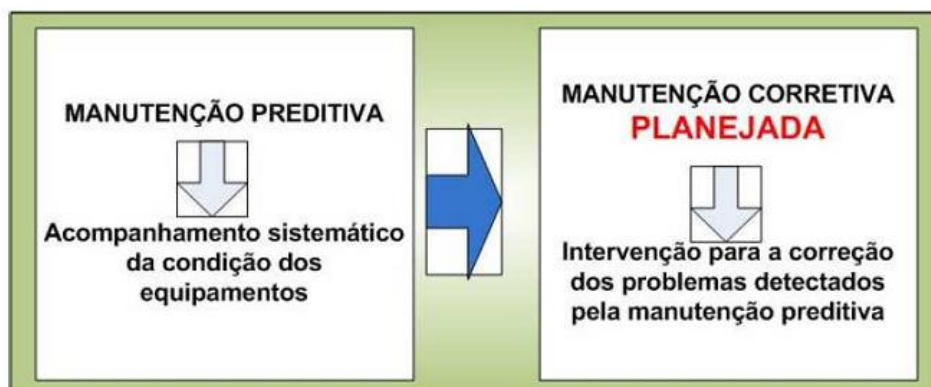 MANUTENÇÃO PREDITIVA
Acompanhamento sistemático
da condição dos
equipamentos
MANUTENÇÃO CORRETIVA
PLANEJADA
Intervenção para a correção
dos problemas detectados
pela manutenção preditiva